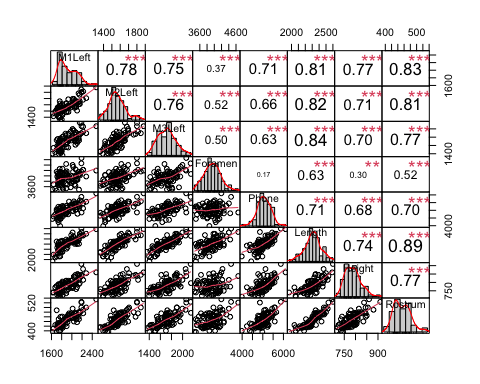 1400 1800 3600 4600 2000 2500 400 500
M1Left 0.78 *** 0.75 *** 0.37 *** 0.71 *** 0.81 *** 0.77 *** 0.83 ***
1600
1400 M2Left 0.76 *** 0.52 *** 0.66 *** 0.82 *** 0.71 *** 0.81 ***
M3Left 0.50 *** 0.63 *** 0.84 *** 0.70 *** 0.77 ***
1400
3600 Foramen 0.17 0.63 *** 0.30 ** 0.52 ***
0.71 *** 0.68 *** 0.70 ***
4000
2000 Length 0.74 *** 0.89 ***
0.77 ***
750
400 520 Rostrum
1600 2400 1400 2000 4000 6000 750 900